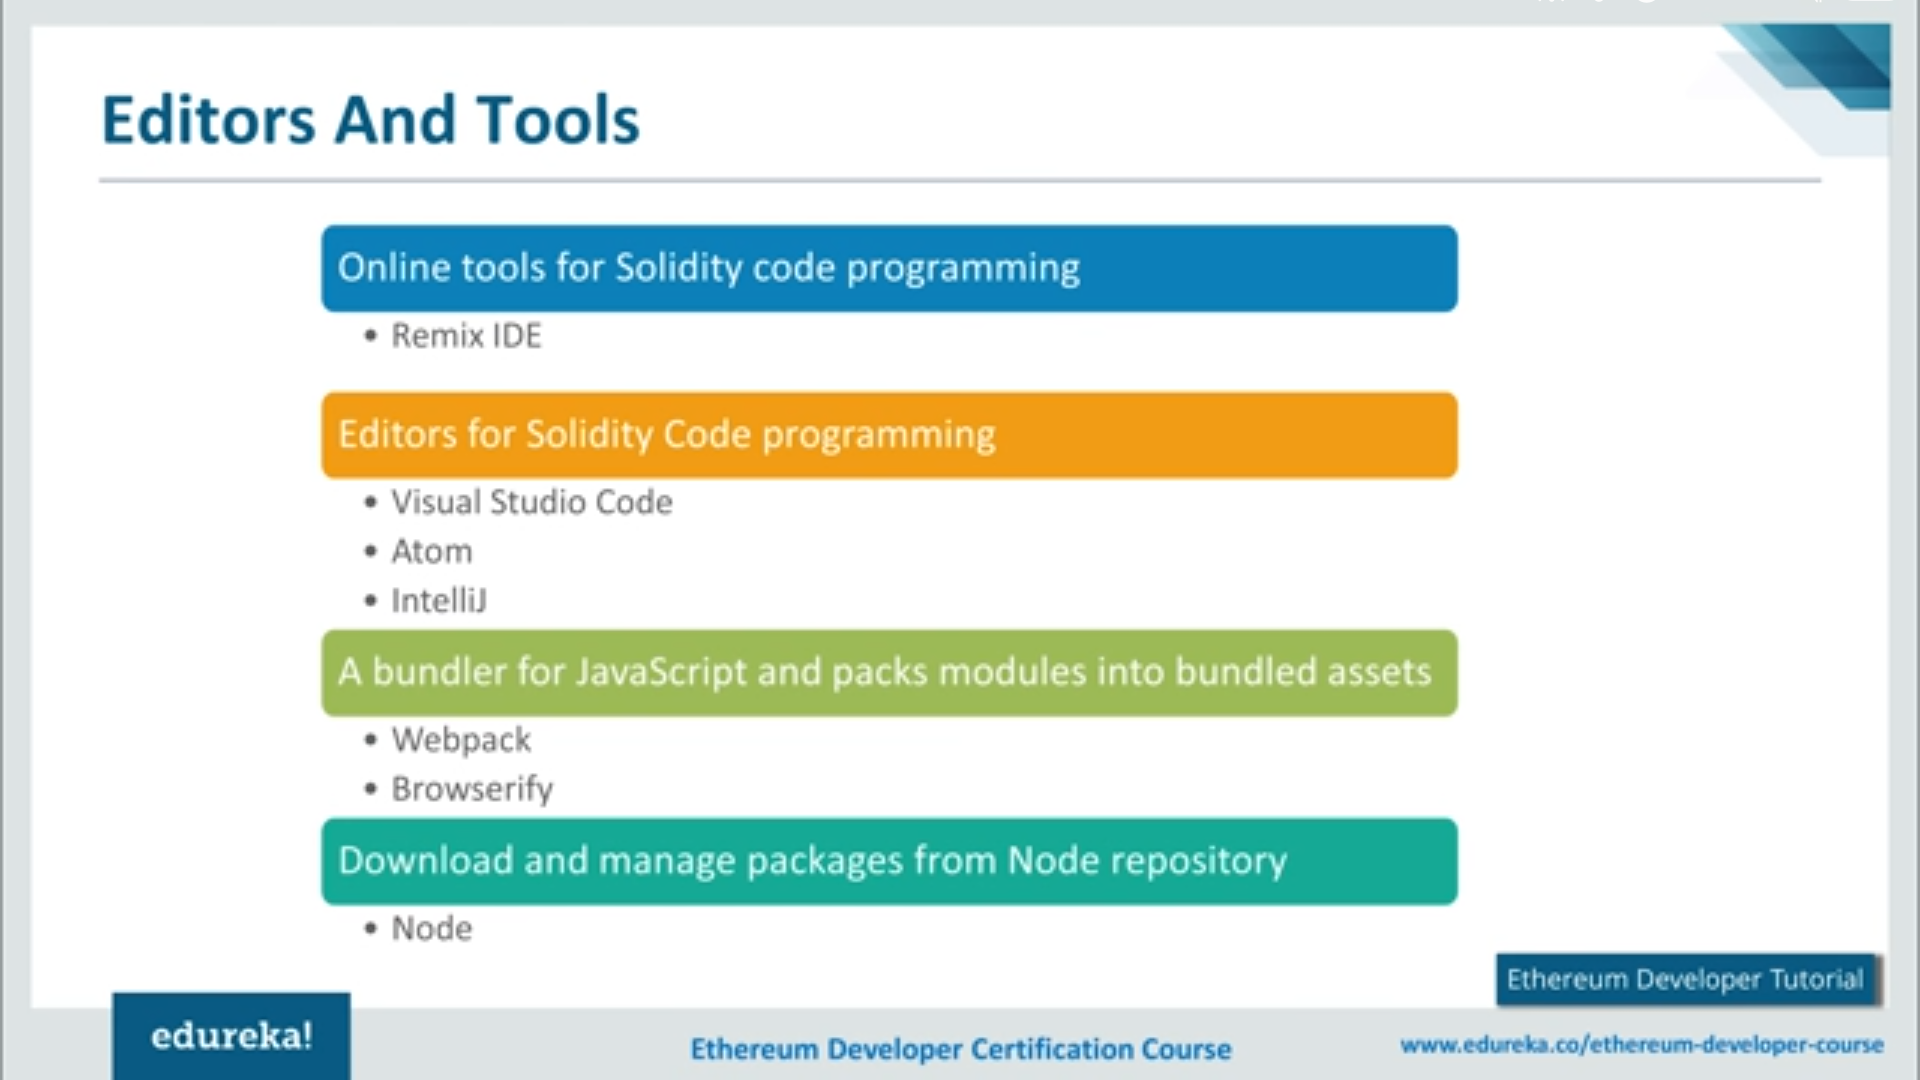 Editors And Tools
Online tools for Solidity code programming
• Remix IDE
Editors for Solidity Code programming
• Visual Studio Code
• Atom
• IntelliJ
A bundler for JavaScript and packs modules into bundled assets
• Webpack
• Browserify
Download and manage packages from Node repository
• Node
Ethereum Developer Tutorial
edureka!
Ethereum Developer Certification Course
www.edureka.co/ethereum-developer-course